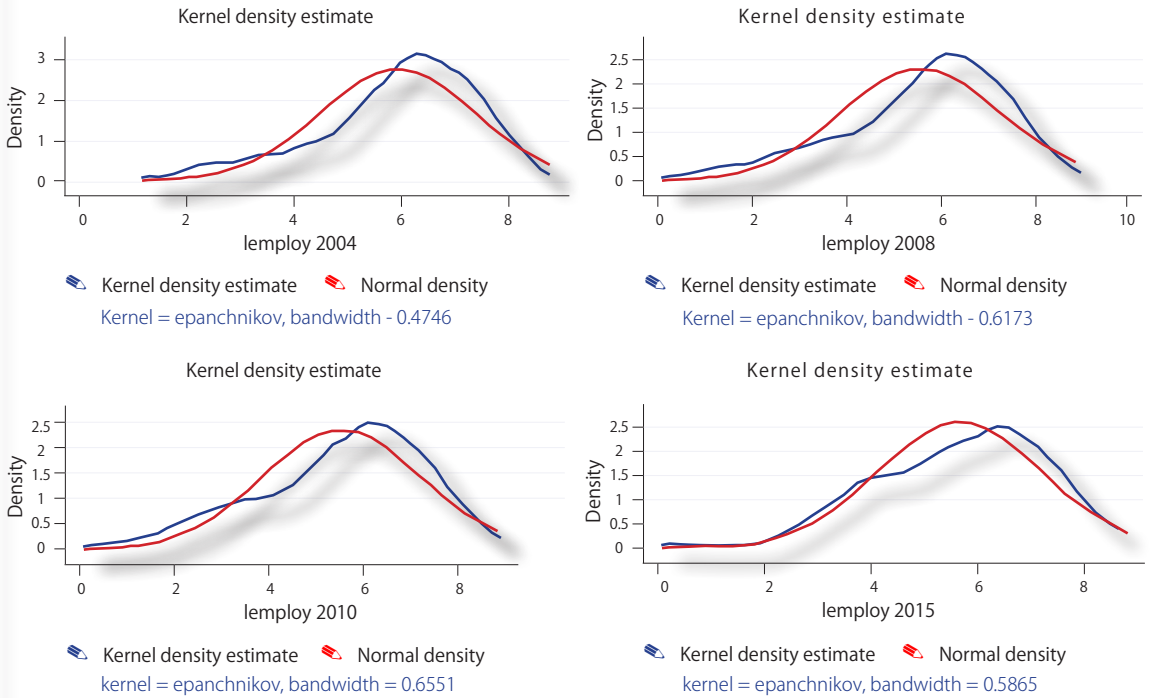 Kernel density estimate
Density
3
2
1
0
0 2 4 6 8
lemploy 2004
Kernel density estimate Normal density
Kernel = epanchnikov, bandwidth - 0.4746
Kernel density estimate
Density
2.5
2
1.5
1
0.5
0
0 2 4 6 8 10
lemploy 2008
Kernel density estimate Normal density
Kernel = epanchnikov, bandwidth - 0.6173
Kernel density estimate
Density
2.5
2
1.5
1
0.5
0
0 2 4 6 8
lemploy 2010
Kernel density estimate Normal density
kernel = epanchnikov, bandwidth = 0.6551
Kernel density estimate
Density
2.5
2
1.5
1
0.5
0
0 2 4 6 8
lemploy 2015
Kernel density estimate Normal density
kernel = epanchnikov, bandwidth = 0.5865